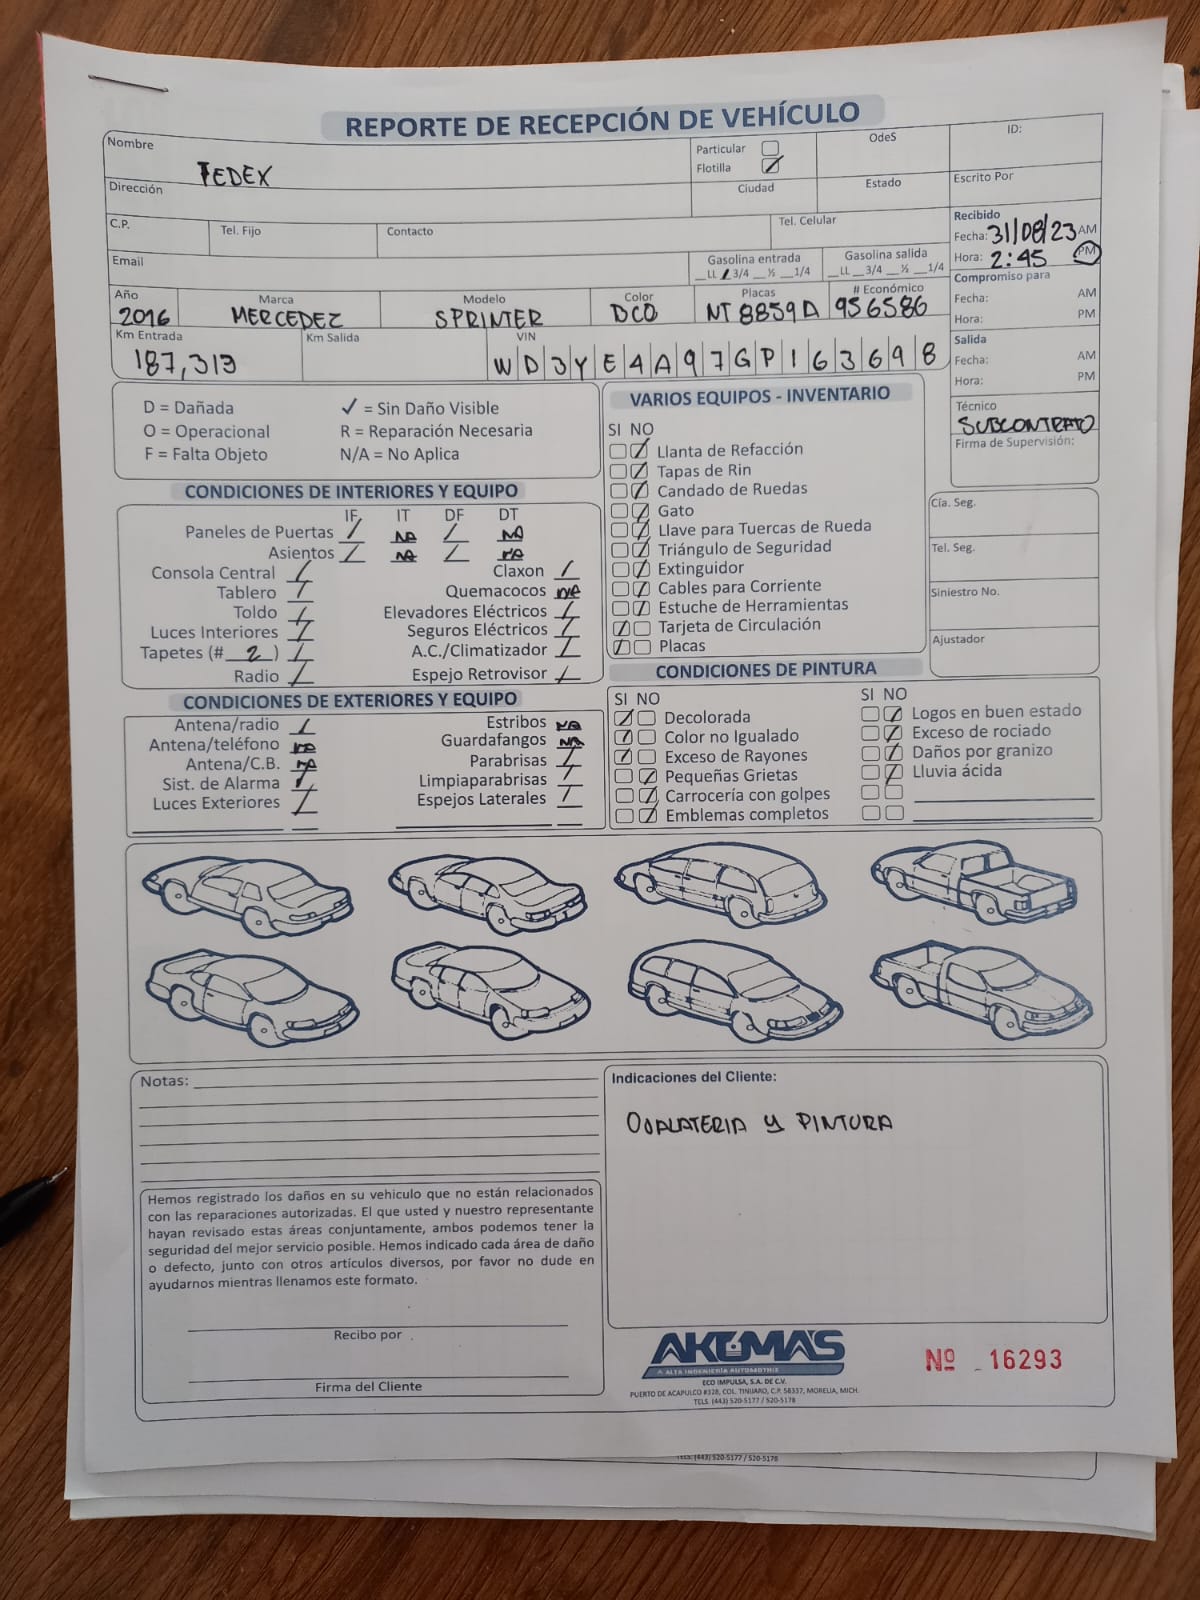 REPORTE DE RECEPCIÓN DE VEHÍCULO
Nombre FEDEX
Particular
Flotilla
OdeS
ID:
Dirección
Ciudad
Estado
Escrito Por
C.P.
Tel. Fijo
Contacto
Tel. Celular
Recibido
Fecha: 31/08/23 AM
Hora: 2:45 PM
Email
Gasolina entrada
LL 3/4 ½ 1/4
Gasolina salida
LL 3/4 ½ 1/4
Compromiso para
Fecha: AM
Hora: PM
Año Marca Modelo Color Placas # Económico
2016 MERCEDEZ SPRINTER DCO NT 8859A 956586
Km Entrada Km Salida VIN
187,313 WD3YE4A97GP163698
Salida
Fecha: AM
Hora: PM
Técnico
SUBCONTRATO
Firma de Supervisión:
D = Dañada ✓ = Sin Daño Visible
O = Operacional R = Reparación Necesaria
F = Falta Objeto N/A = No Aplica
CONDICIONES DE INTERIORES Y EQUIPO
IF IT DF DT
Paneles de Puertas NA NA
Asientos NA NA
Consola Central Claxon
Tablero Quemacocos N/A
Toldo Elevadores Eléctricos
Luces Interiores Seguros Eléctricos
Tapetes (# 2 ) A.C./Climatizador
Radio Espejo Retrovisor
CONDICIONES DE EXTERIORES Y EQUIPO
Antena/radio Estribos NA
Antena/teléfono NA Guardafangos NA
Antena/C.B. NA Parabrisas
Sist. de Alarma Limpiaparabrisas
Luces Exteriores Espejos Laterales
VARIOS EQUIPOS - INVENTARIO
SI NO
Llanta de Refacción
Tapas de Rin
Candado de Ruedas
Gato
Llave para Tuercas de Rueda
Triángulo de Seguridad
Extinguidor
Cables para Corriente
Estuche de Herramientas
Tarjeta de Circulación
Placas
Cía. Seg.
Tel. Seg.
Siniestro No.
Ajustador
CONDICIONES DE PINTURA
SI NO SI NO
Decolorada Logos en buen estado
Color no Igualado Exceso de rociado
Exceso de Rayones Daños por granizo
Pequeñas Grietas Lluvia ácida
Carrocería con golpes
Emblemas completos
Notas:
Indicaciones del Cliente:
OJALATERIA Y PINTURA
Hemos registrado los daños en su vehiculo que no están relacionados
con las reparaciones autorizadas. El que usted y nuestro representante
hayan revisado estas áreas conjuntamente, ambos podemos tener la
seguridad del mejor servicio posible. Hemos indicado cada área de daño
o defecto, junto con otros artículos diversos, por favor no dude en
ayudarnos mientras llenamos este formato.
Recibo por
Firma del Cliente
AKUMA'S
ALTA INGENIERÍA AUTOMOTRIZ
ECO IMPULSA, S.A. DE C.V.
PUERTO DE ACAPULCO #328, COL. TINIJARO, C.P. 58337, MORELIA, MICH.
TELS. (443) 520-5177 / 520-5178
Nº 16293
TELS. (443) 520-5177 / 520-5178